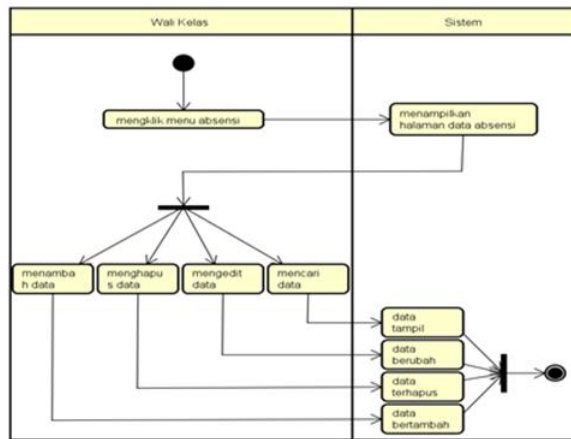 Wali Kelas
Sistem
mengklik menu absensi
menampilkan
halaman data absensi
menamba
h data
menghapu
s data
mengedit
data
mencari
data
data
tampil
data
berubah
data
terhapus
data
bertambah